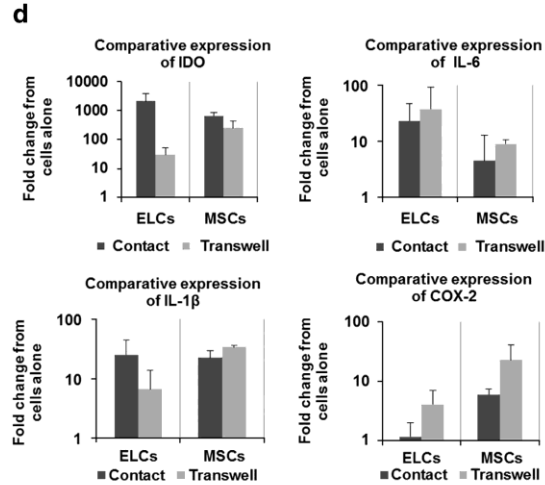 d
Comparative expression
of IDO
Fold change from
cells alone
10000
1000
100
10
1
ELCs
MSCs
Contact
Transwell
Comparative expression
of IL-6
Fold change from
cells alone
100
10
1
ELCs
MSCs
Contact
Transwell
Comparative expression
of IL-1β
Fold change from
cells alone
100
10
1
ELCs
MSCs
Contact
Transwell
Comparative expression
of COX-2
Fold change from
cells alone
100
10
1
ELCs
MSCs
Contact
Transwell